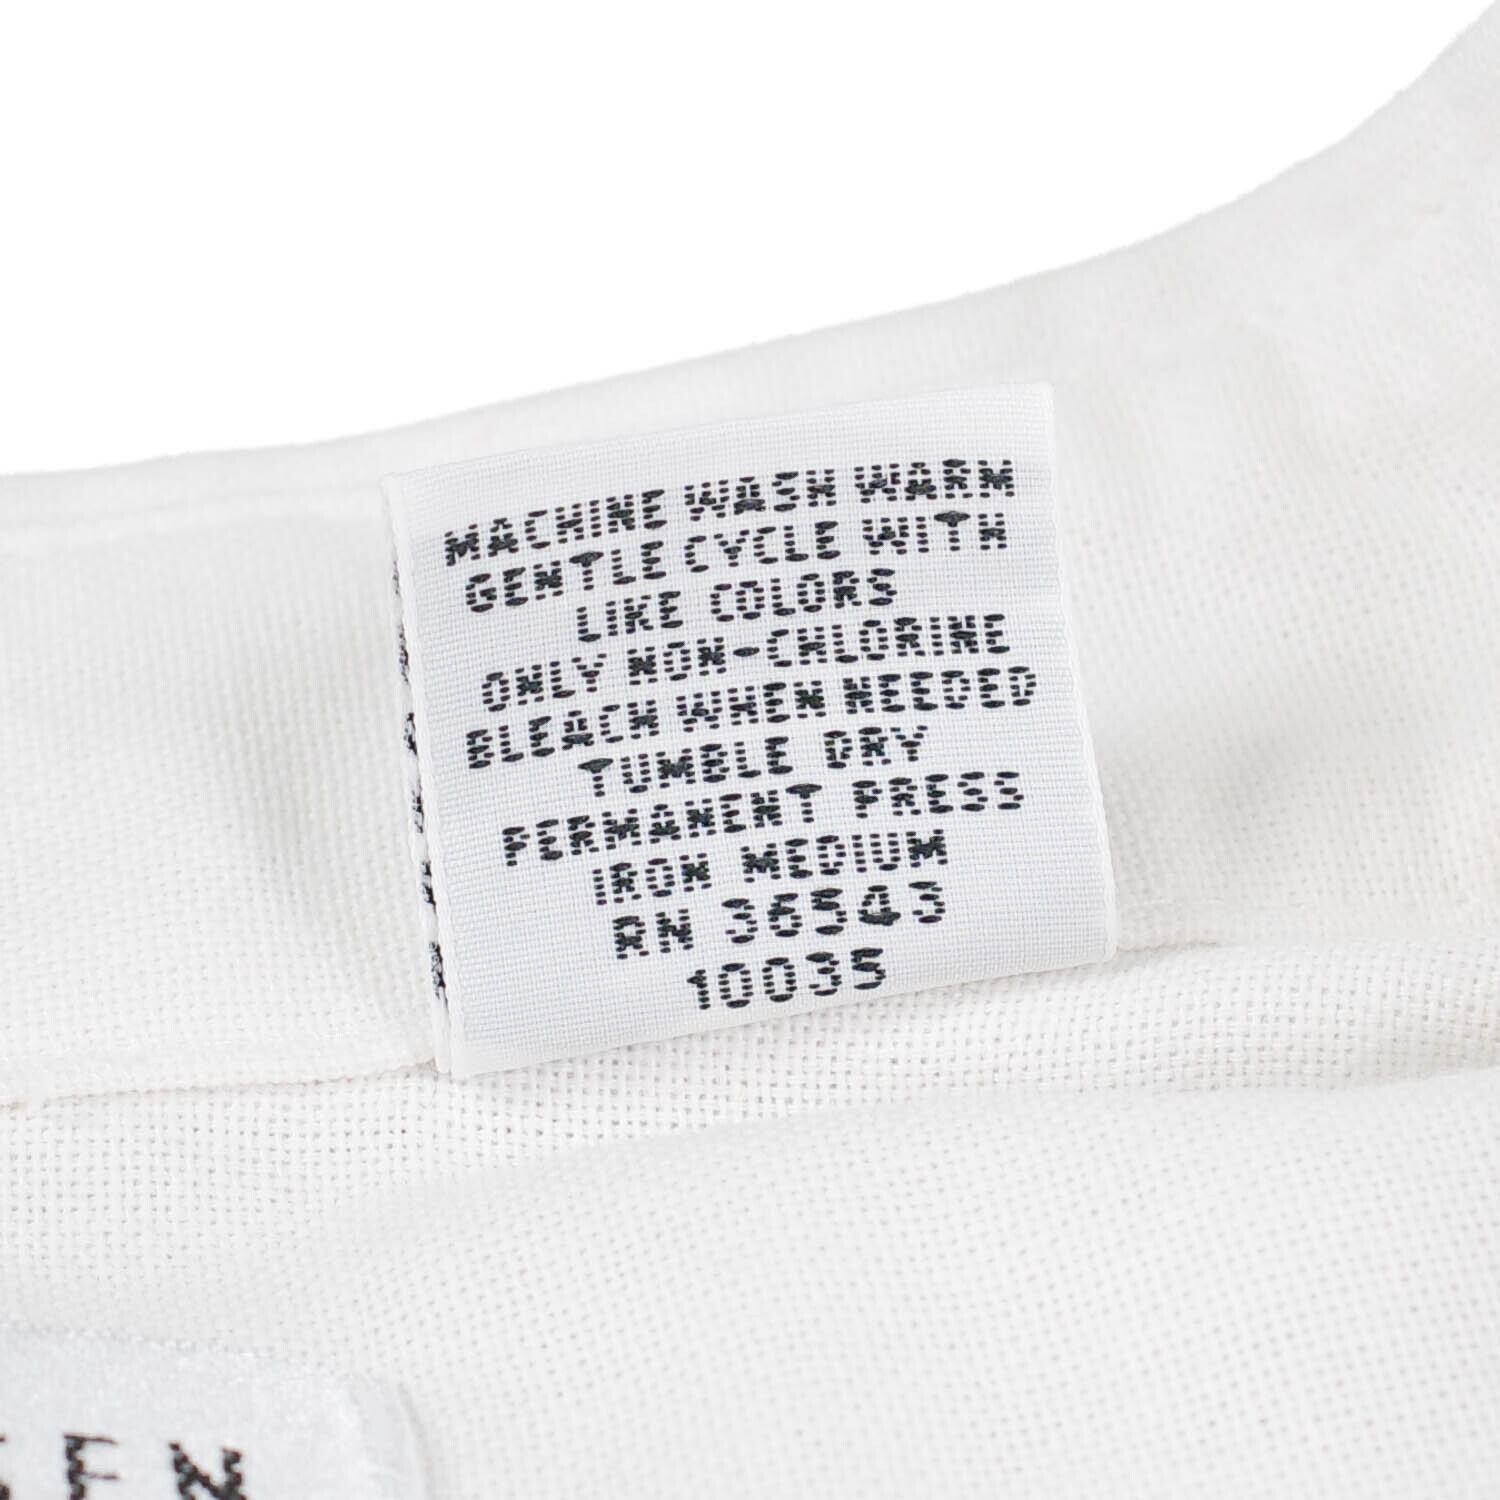 MACHINE WASH WARM
GENTLE CYCLE WITH
LIKE COLORS
ONLY NON-CHLORINE
BLEACH WHEN NEEDED
TUMBLE DRY
PERMANENT PRESS
IRON MEDIUM
RN 36543
10035